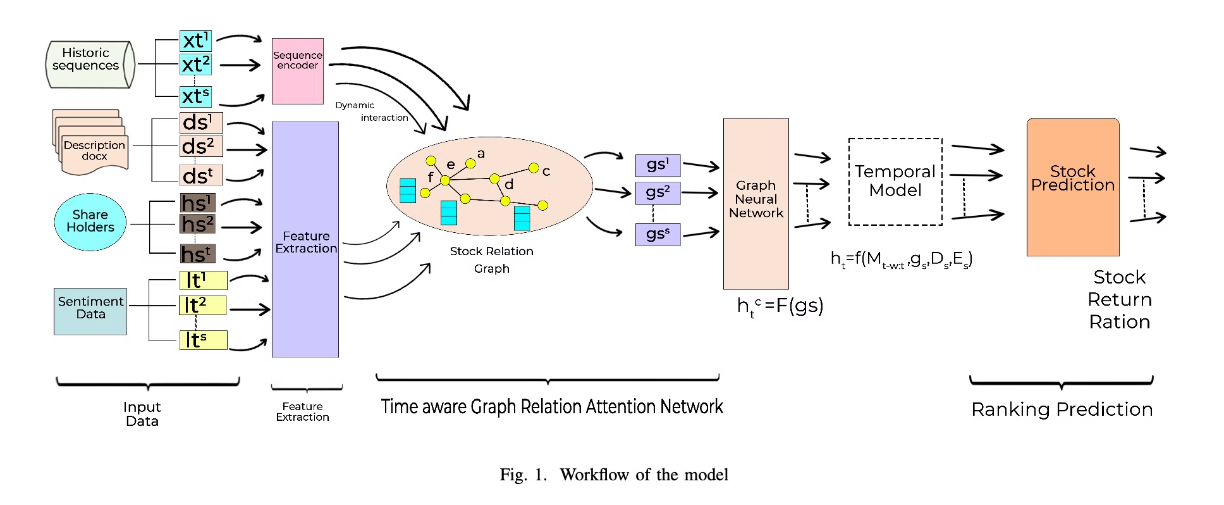 Historic
sequences
xt¹
xt²
xtˢ
Description
docx
ds¹
ds²
dsᵗ
Share
Holders
hs¹
hs²
hsᵗ
Sentiment
Data
lt¹
lt²
ltˢ
Sequence
encoder
Feature
Extraction
Dynamic
interaction
a
e
f
d
c
Stock Relation
Graph
gs¹
gs²
gsˢ
Graph
Neural
Network
hₜᶜ=F(gs)
Temporal
Model
hₜ=f(Mₜ₋w:ₜ,gₛ,Dₛ,Eₛ)
Stock
Prediction
Stock
Return
Ration
Input
Data
Feature
Extraction
Time aware Graph Relation Attention Network
Ranking Prediction
Fig. 1. Workflow of the model